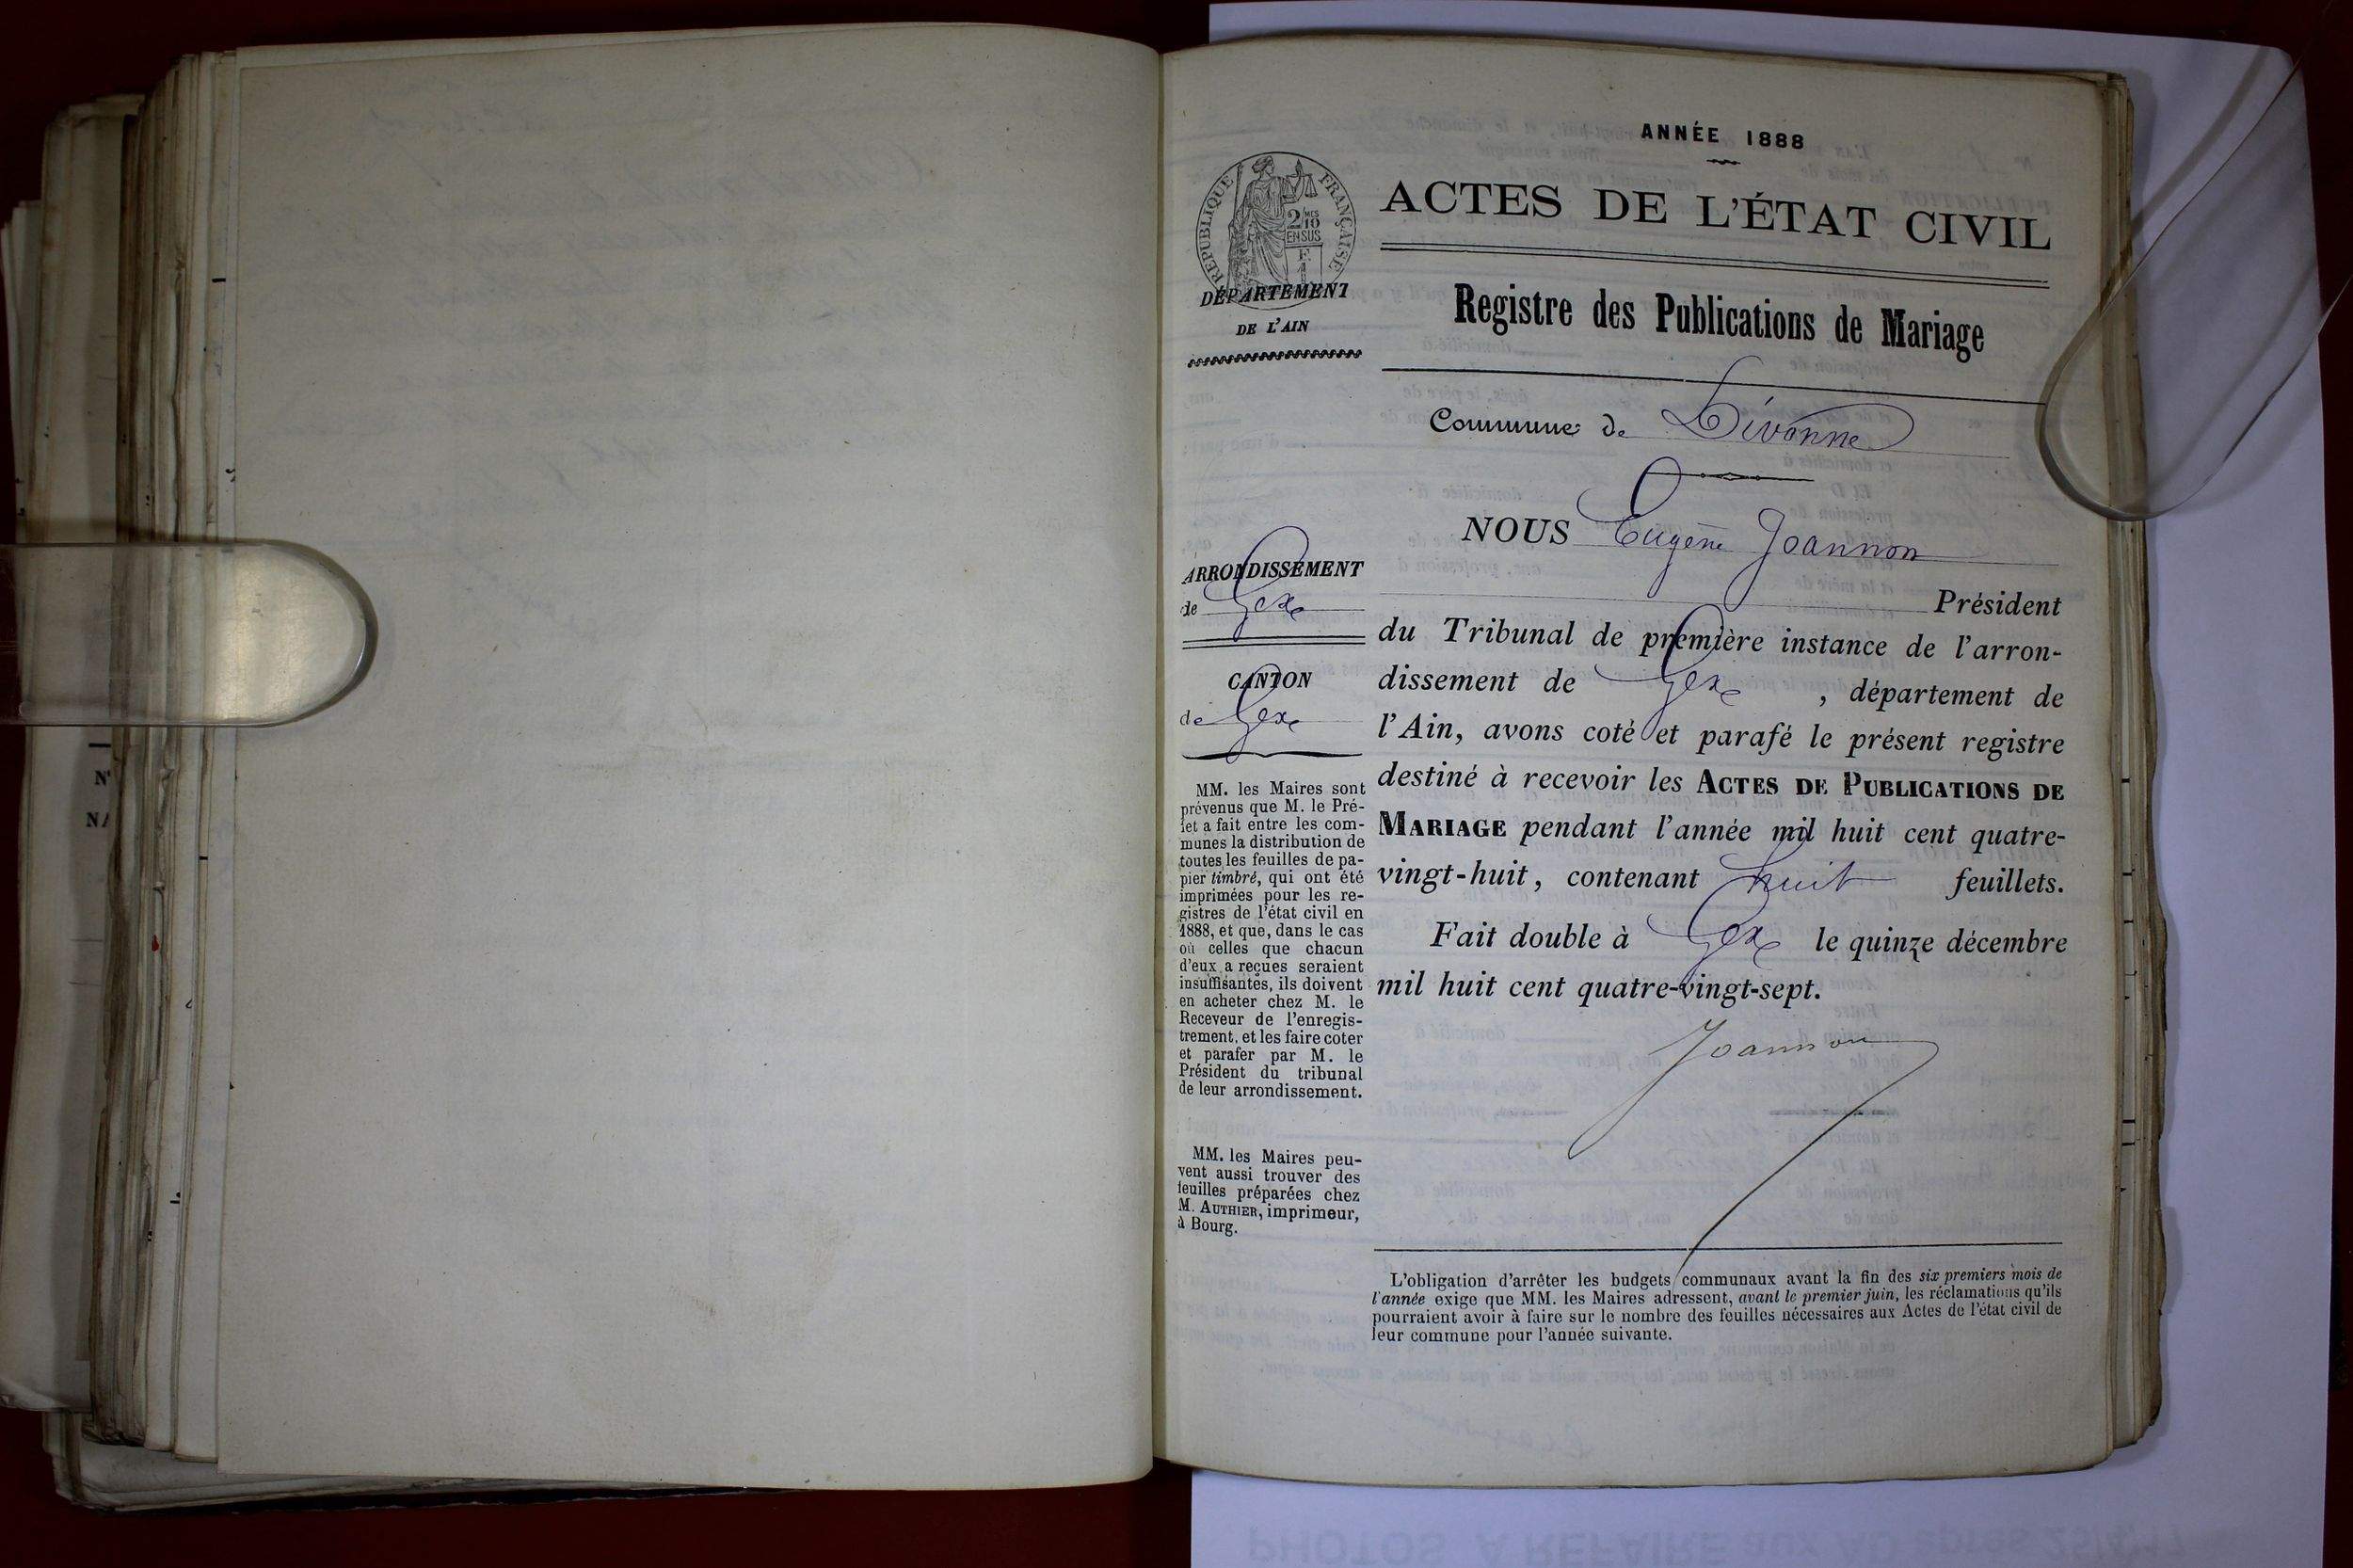 ANNÉE 1888
ACTES DE L'ÉTAT CIVIL
RÉPUBLIQUE FRANÇAISE
2/10 MES
EN SUS
F.
1
DÉPARTEMENT
DE L'AIN
Registre des Publications de Mariage
Commune de Divonne
NOUS Eugène Joannon
Président
du Tribunal de première instance de l'arron-
dissement de Gex, département de
l'Ain, avons coté et parafé le présent registre
destiné à recevoir les ACTES DE PUBLICATIONS DE
MARIAGE pendant l'année mil huit cent quatre-
vingt-huit, contenant huit feuillets.
Fait double à Gex le quinze décembre
mil huit cent quatre-vingt-sept.
Joannon
ARRONDISSEMENT
de Gex
CANTON
de Gex
MM. les Maires sont
prévenus que M. le Pré-
fet a fait entre les com-
munes la distribution de
toutes les feuilles de pa-
pier timbré, qui ont été
imprimées pour les re-
gistres de l'état civil en
1888, et que, dans le cas
où celles que chacun
d'eux a reçues seraient
insuffisantes, ils doivent
en acheter chez M. le
Receveur de l'enregis-
trement, et les faire coter
et parafer par M. le
Président du tribunal
de leur arrondissement.
MM. les Maires peu-
vent aussi trouver des
feuilles préparées chez
M. AUTHIER, imprimeur,
à Bourg.
L'obligation d'arrêter les budgets communaux avant la fin des six premiers mois de
l'année exige que MM. les Maires adressent, avant le premier juin, les réclamations qu'ils
pourraient avoir à faire sur le nombre des feuilles nécessaires aux Actes de l'état civil de
leur commune pour l'année suivante.